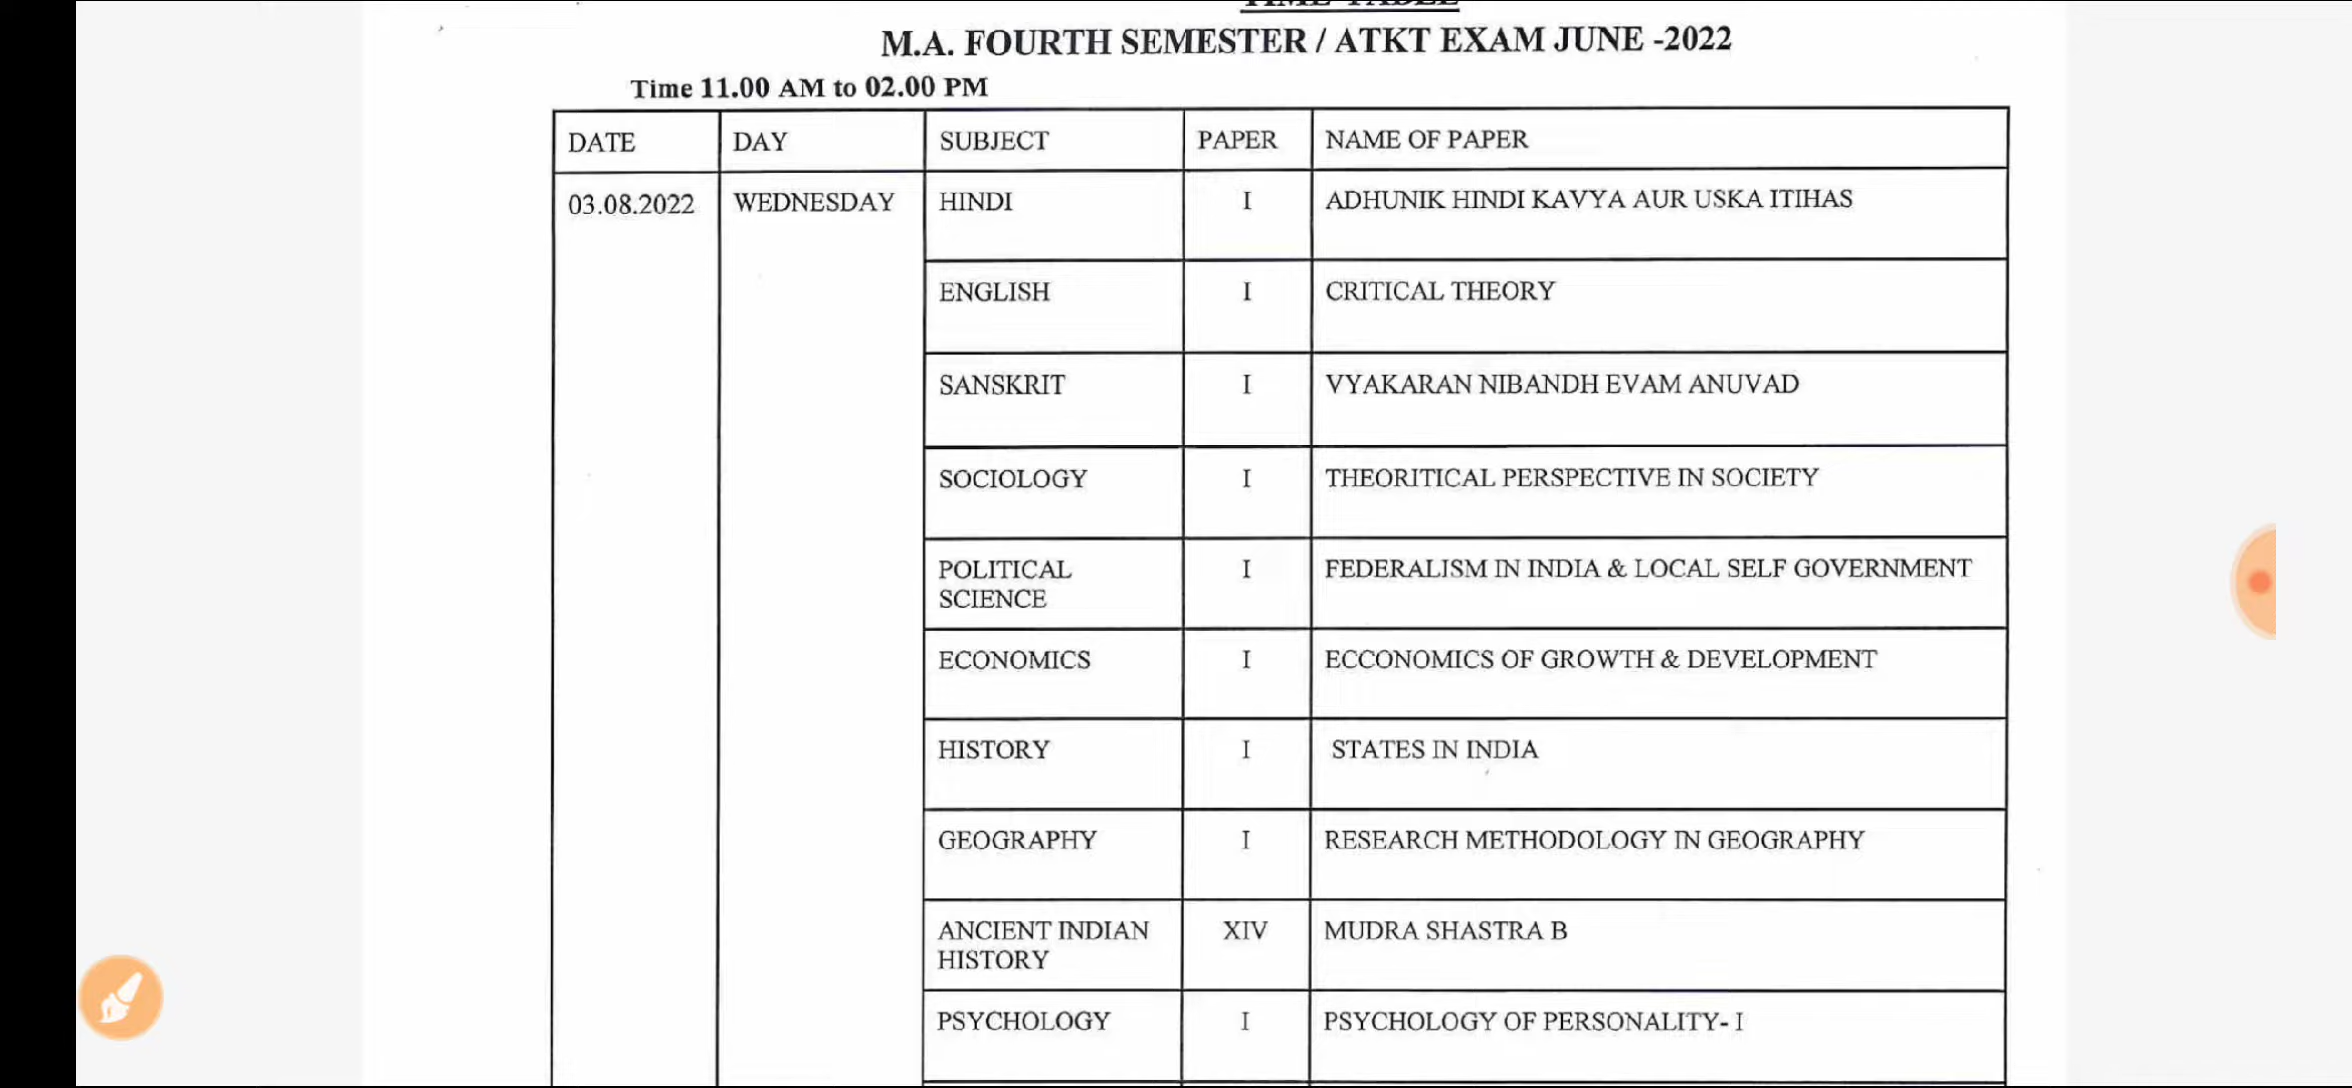 TIME TABLE
M.A. FOURTH SEMESTER / ATKT EXAM JUNE -2022
Time 11.00 AM to 02.00 PM
DATE DAY SUBJECT PAPER NAME OF PAPER
03.08.2022 WEDNESDAY HINDI I ADHUNIK HINDI KAVYA AUR USKA ITIHAS
ENGLISH I CRITICAL THEORY
SANSKRIT I VYAKARAN NIBANDH EVAM ANUVAD
SOCIOLOGY I THEORITICAL PERSPECTIVE IN SOCIETY
POLITICAL I FEDERALISM IN INDIA & LOCAL SELF GOVERNMENT
SCIENCE
ECONOMICS I ECCONOMICS OF GROWTH & DEVELOPMENT
HISTORY I STATES IN INDIA
GEOGRAPHY I RESEARCH METHODOLOGY IN GEOGRAPHY
ANCIENT INDIAN XIV MUDRA SHASTRA B
HISTORY
PSYCHOLOGY I PSYCHOLOGY OF PERSONALITY- I